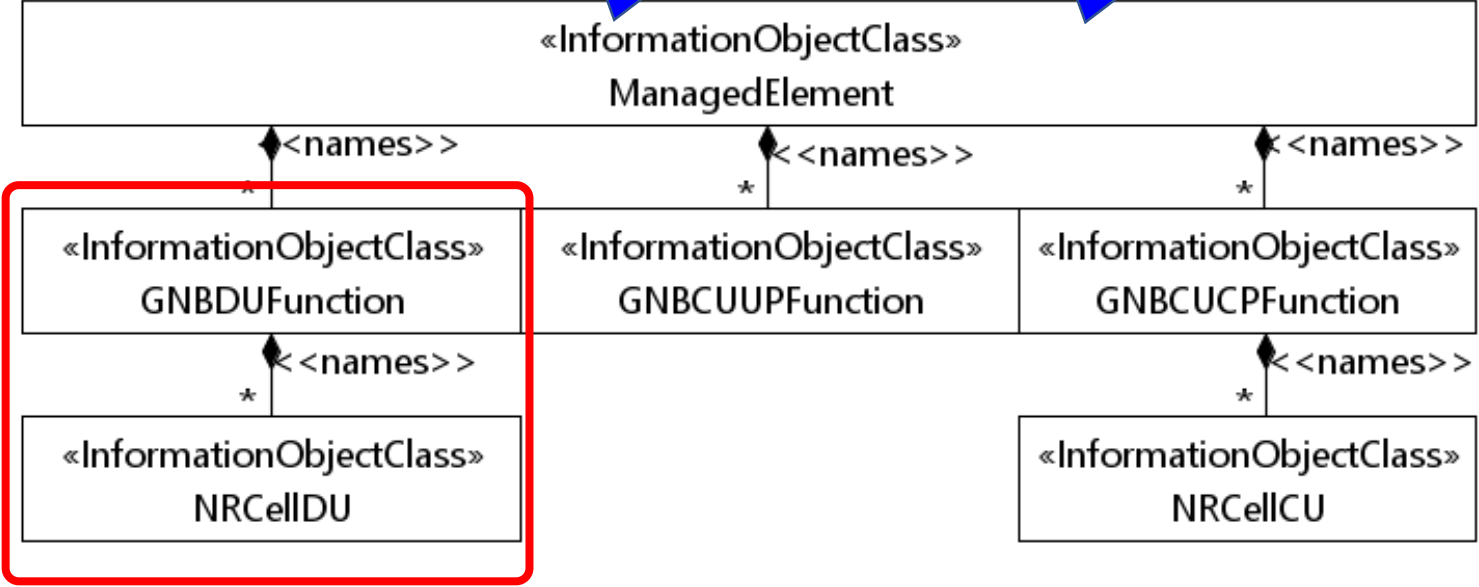 «InformationObjectClass»
ManagedElement
<<names>>
<<names>>
<<names>>
*
*
*
«InformationObjectClass»
GNBDUFunction
«InformationObjectClass»
GNBCUUPFunction
«InformationObjectClass»
GNBCUCPFunction
<<names>>
<<names>>
*
*
«InformationObjectClass»
NRCellDU
«InformationObjectClass»
NRCellCU